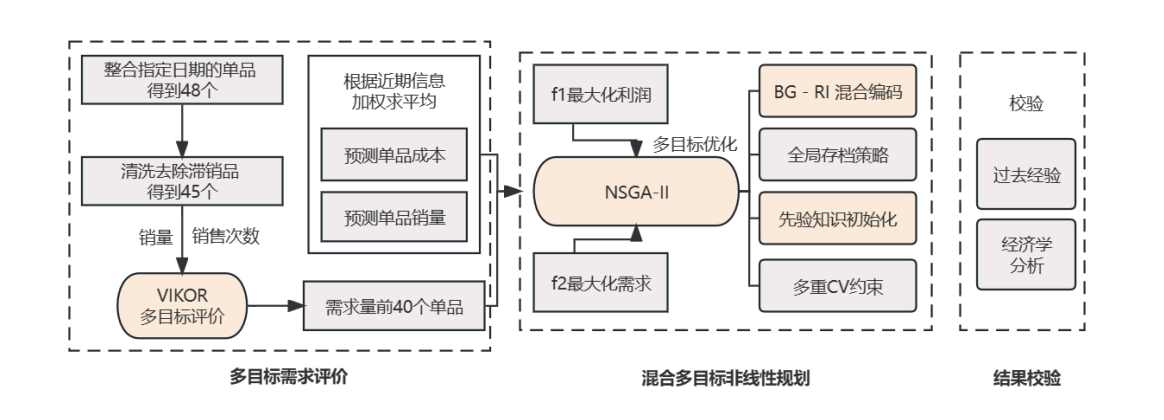 整合指定日期的单品
得到48个
清洗去除滞销品
得到45个
销量
销售次数
VIKOR
多目标评价
根据近期信息
加权求平均
预测单品成本
预测单品销量
需求量前40个单品
多目标需求评价
f1最大化利润
多目标优化
NSGA-II
f2最大化需求
BG - RI 混合编码
全局存档策略
先验知识初始化
多重CV约束
混合多目标非线性规划
校验
过去经验
经济学
分析
结果校验